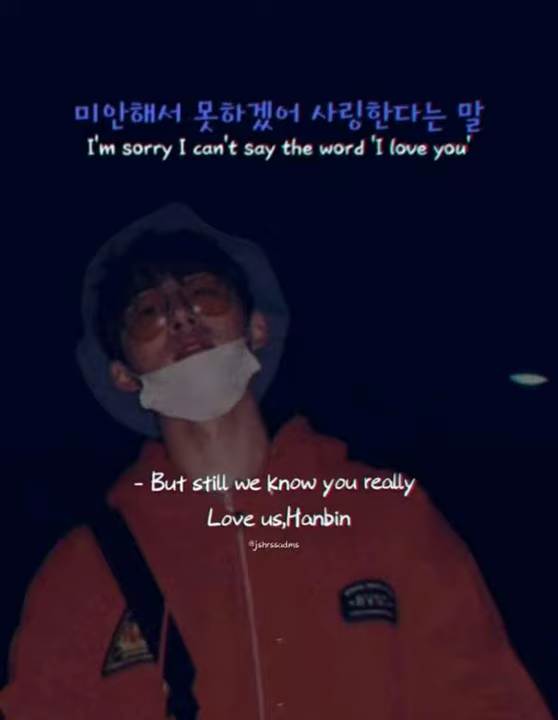 미안해서 못하겠어 사링한다는 말
I'm sorry I can't say the word 'I love you'
- But still we know you really
Love us,Hanbin
@jshrssadms